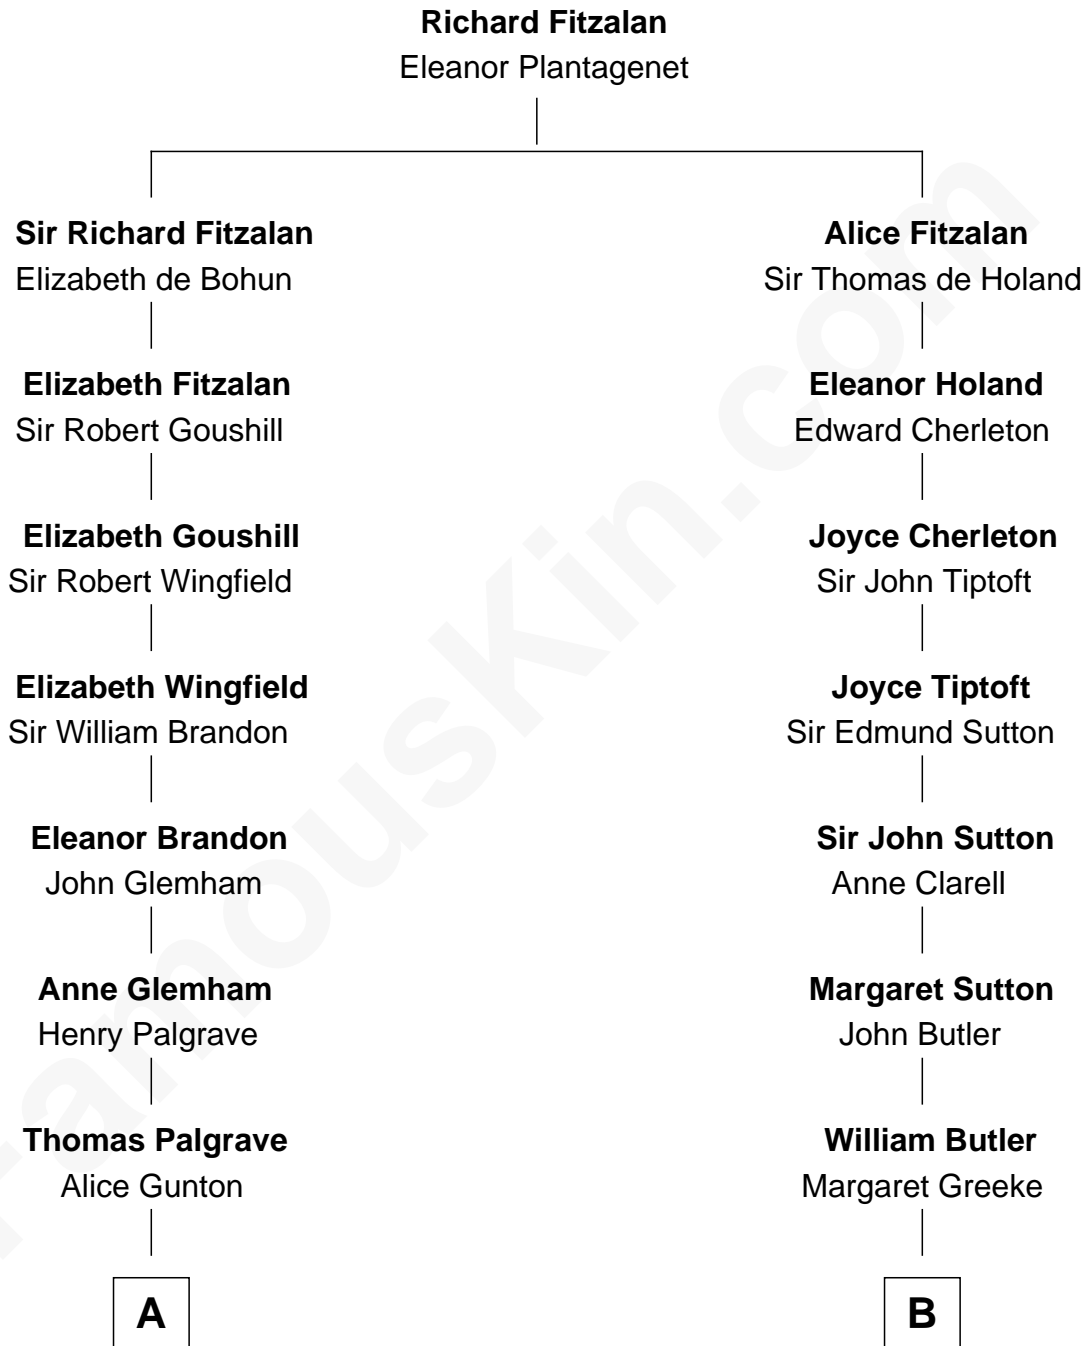 Richard Fitzalan
Eleanor Plantagenet
Sir Richard Fitzalan
Elizabeth de Bohun
Alice Fitzalan
Sir Thomas de Holand
Elizabeth Fitzalan
Sir Robert Goushill
Eleanor Holand
Edward Cherleton
Elizabeth Goushill
Sir Robert Wingfield
Joyce Cherleton
Sir John Tiptoft
Elizabeth Wingfield
Sir William Brandon
Joyce Tiptoft
Sir Edmund Sutton
Eleanor Brandon
John Glemham
Sir John Sutton
Anne Clarell
Anne Glemham
Henry Palgrave
Margaret Sutton
John Butler
Thomas Palgrave
Alice Gunton
William Butler
Margaret Greeke
A
B
FamousKin.com